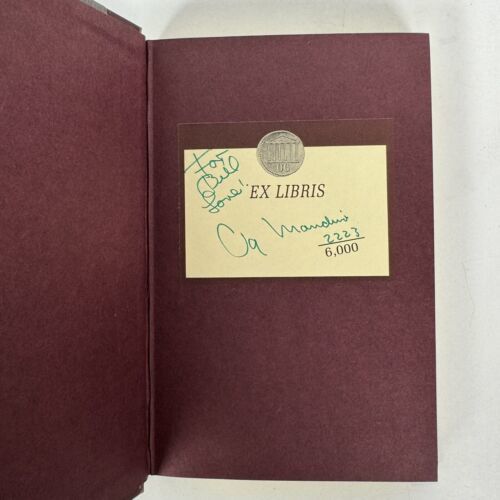 For
Bill
Love!
EX LIBRIS
Og Mandino
2223
6,000